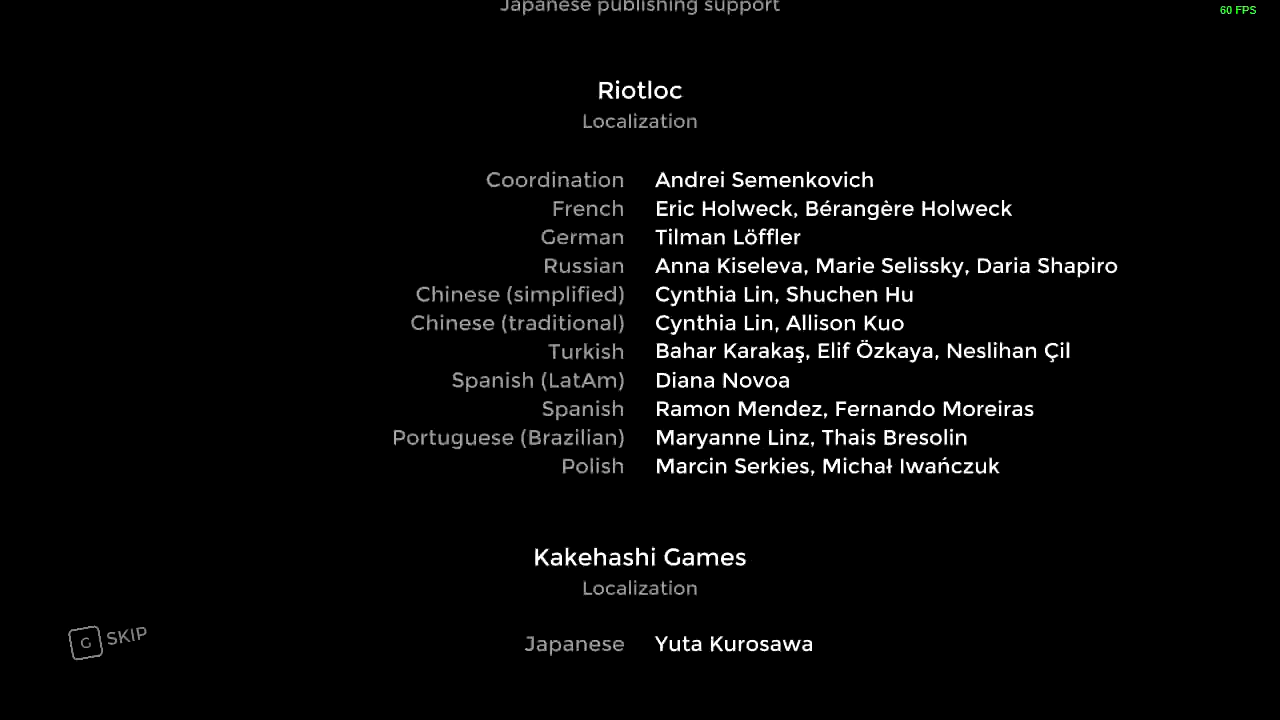 Japanese publishing support
60 FPS
Riotloc
Localization
Coordination Andrei Semenkovich
French Eric Holweck, Bérangère Holweck
German Tilman Löffler
Russian Anna Kiseleva, Marie Selissky, Daria Shapiro
Chinese (simplified) Cynthia Lin, Shuchen Hu
Chinese (traditional) Cynthia Lin, Allison Kuo
Turkish Bahar Karakaş, Elif Özkaya, Neslihan Çil
Spanish (LatAm) Diana Novoa
Spanish Ramon Mendez, Fernando Moreiras
Portuguese (Brazilian) Maryanne Linz, Thais Bresolin
Polish Marcin Serkies, Michał Iwańczuk
Kakehashi Games
Localization
G SKIP
Japanese Yuta Kurosawa